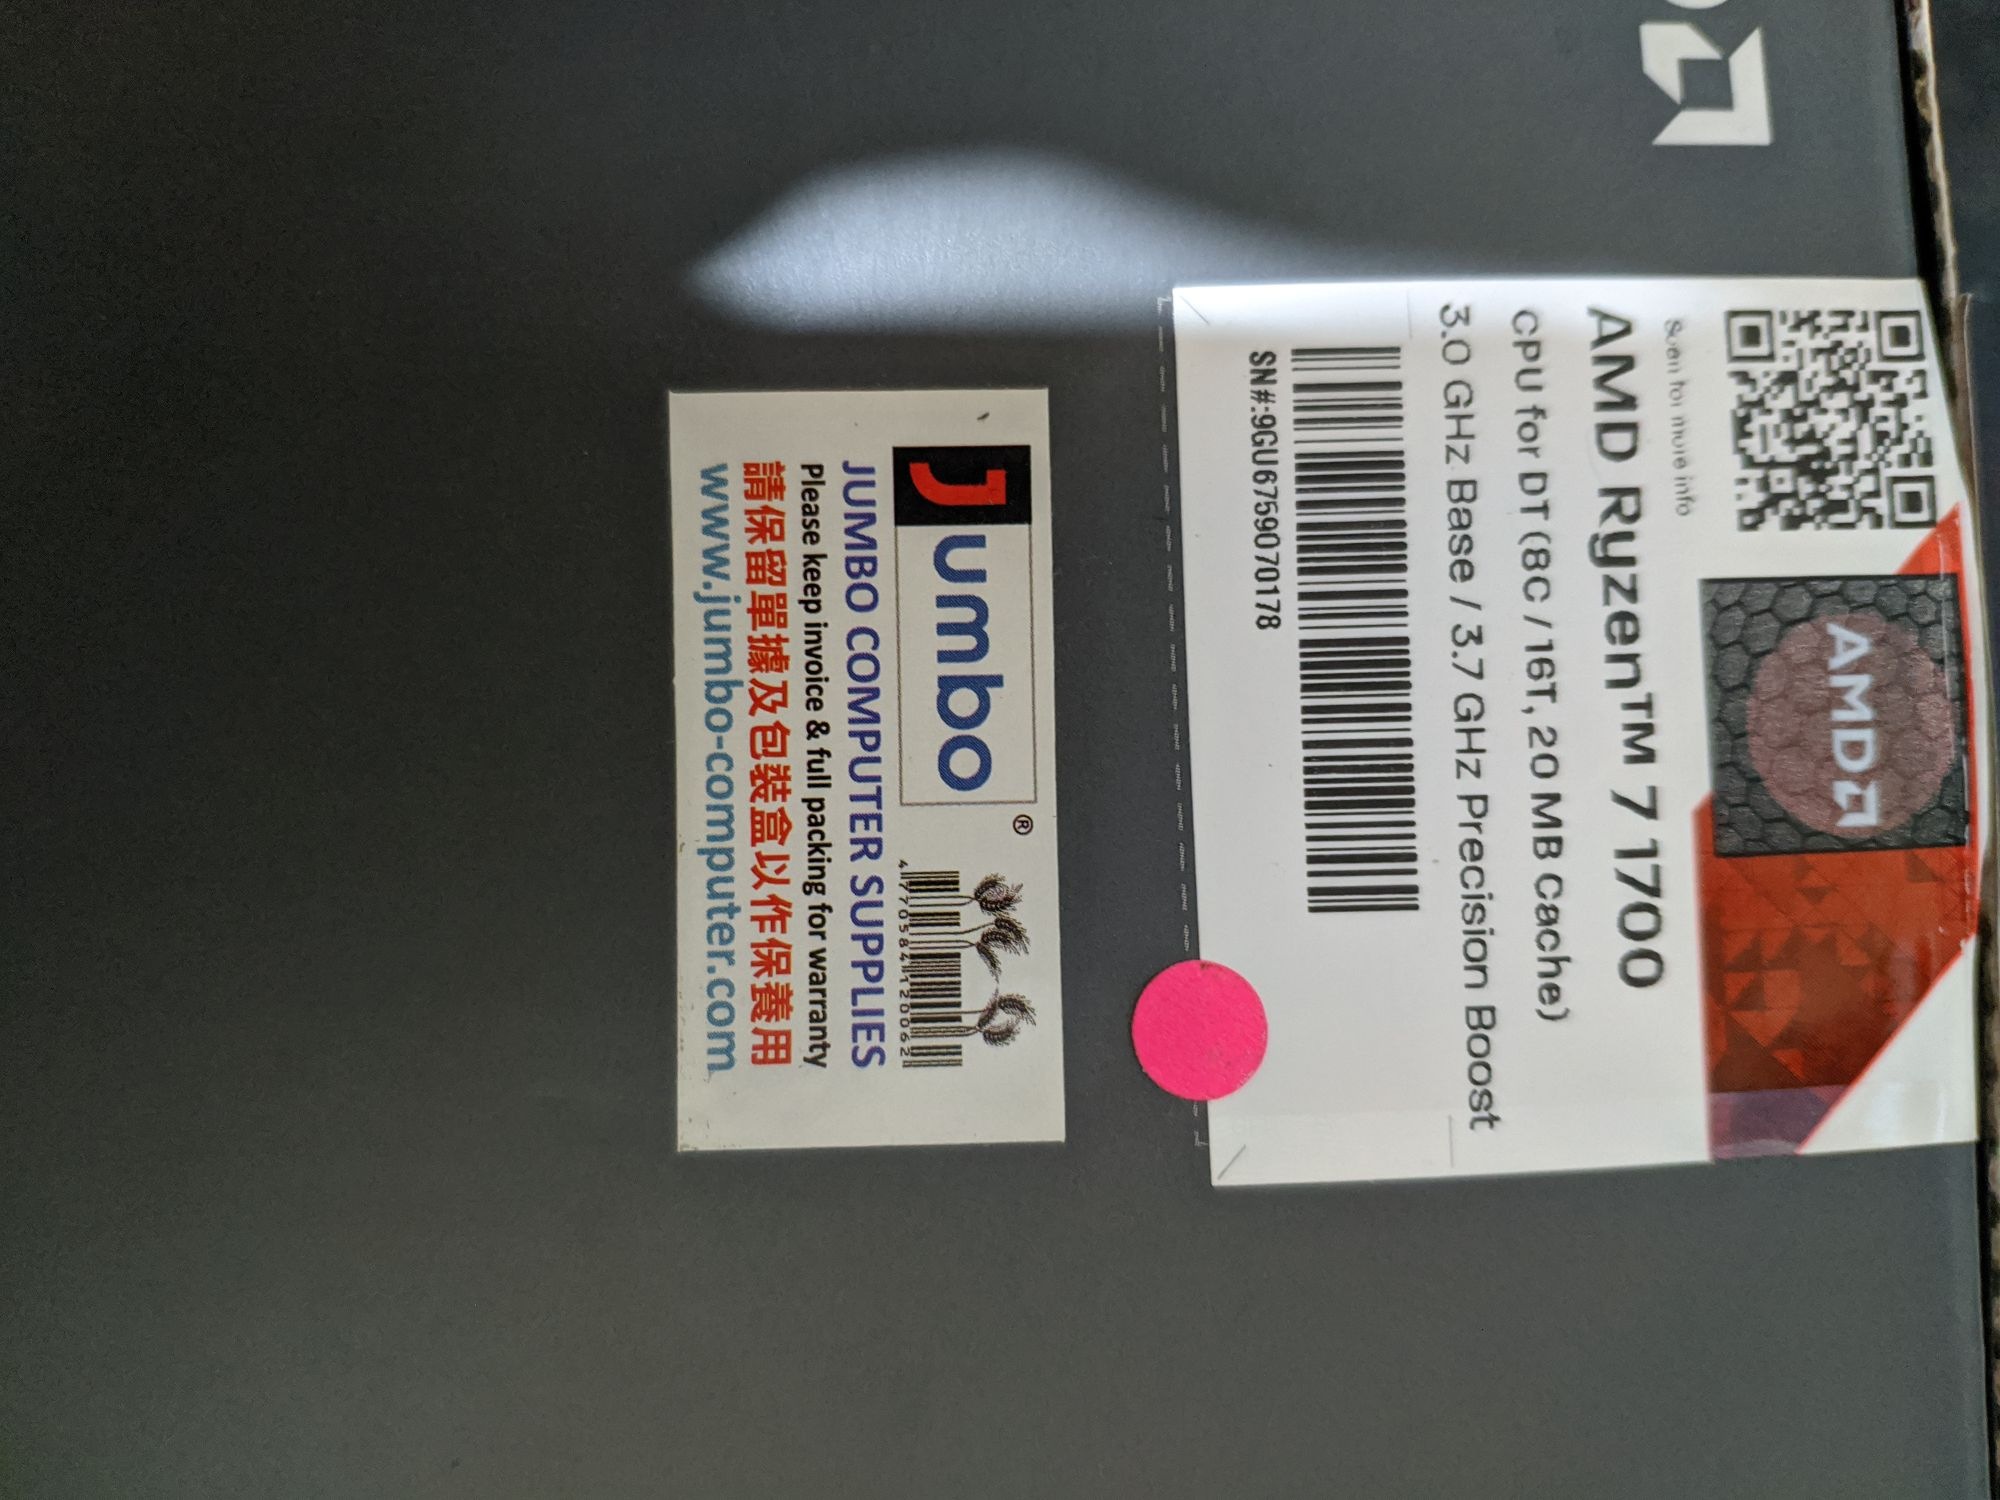 AMD
Scan for more info
AMD Ryzen™ 7 1700
CPU for DT (8C / 16T, 20 MB Cache)
3.0 GHz Base / 3.7 GHz Precision Boost
SN#:9GU6759070178
Jumbo®
4770584120062
JUMBO COMPUTER SUPPLIES
Please keep invoice & full packing for warranty
請保留單據及包裝盒以作保養用
www.jumbo-computer.com